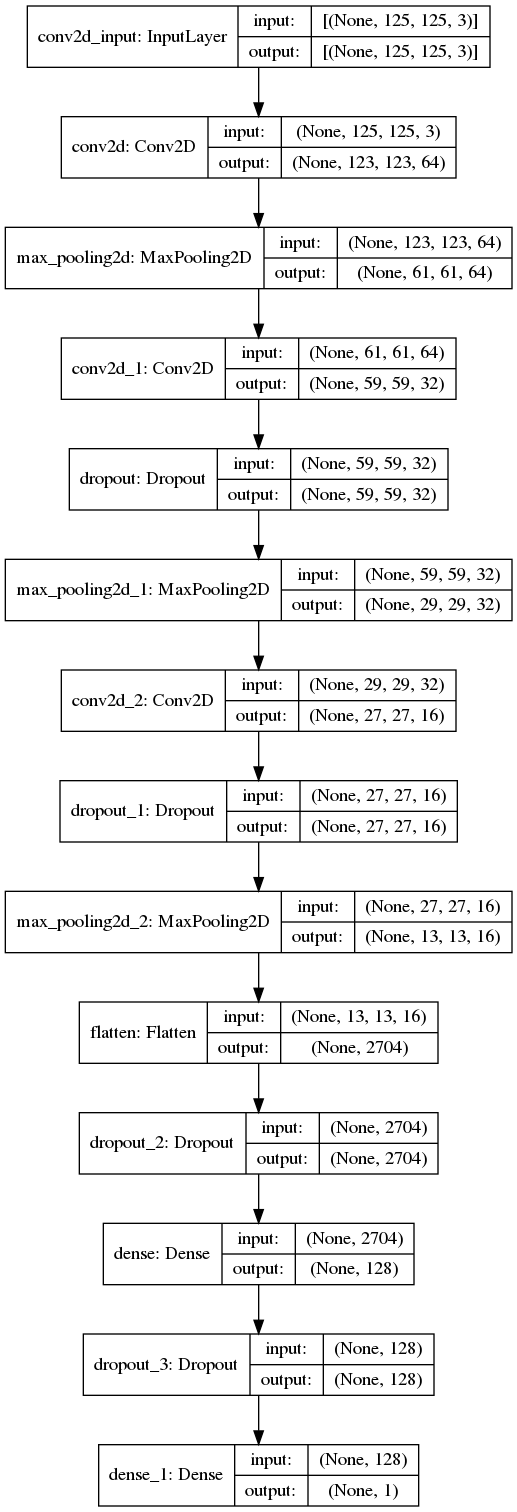 conv2d_input: InputLayer
input: [(None, 125, 125, 3)]
output: [(None, 125, 125, 3)]
conv2d: Conv2D
input: (None, 125, 125, 3)
output: (None, 123, 123, 64)
max_pooling2d: MaxPooling2D
input: (None, 123, 123, 64)
output: (None, 61, 61, 64)
conv2d_1: Conv2D
input: (None, 61, 61, 64)
output: (None, 59, 59, 32)
dropout: Dropout
input: (None, 59, 59, 32)
output: (None, 59, 59, 32)
max_pooling2d_1: MaxPooling2D
input: (None, 59, 59, 32)
output: (None, 29, 29, 32)
conv2d_2: Conv2D
input: (None, 29, 29, 32)
output: (None, 27, 27, 16)
dropout_1: Dropout
input: (None, 27, 27, 16)
output: (None, 27, 27, 16)
max_pooling2d_2: MaxPooling2D
input: (None, 27, 27, 16)
output: (None, 13, 13, 16)
flatten: Flatten
input: (None, 13, 13, 16)
output: (None, 2704)
dropout_2: Dropout
input: (None, 2704)
output: (None, 2704)
dense: Dense
input: (None, 2704)
output: (None, 128)
dropout_3: Dropout
input: (None, 128)
output: (None, 128)
dense_1: Dense
input: (None, 128)
output: (None, 1)